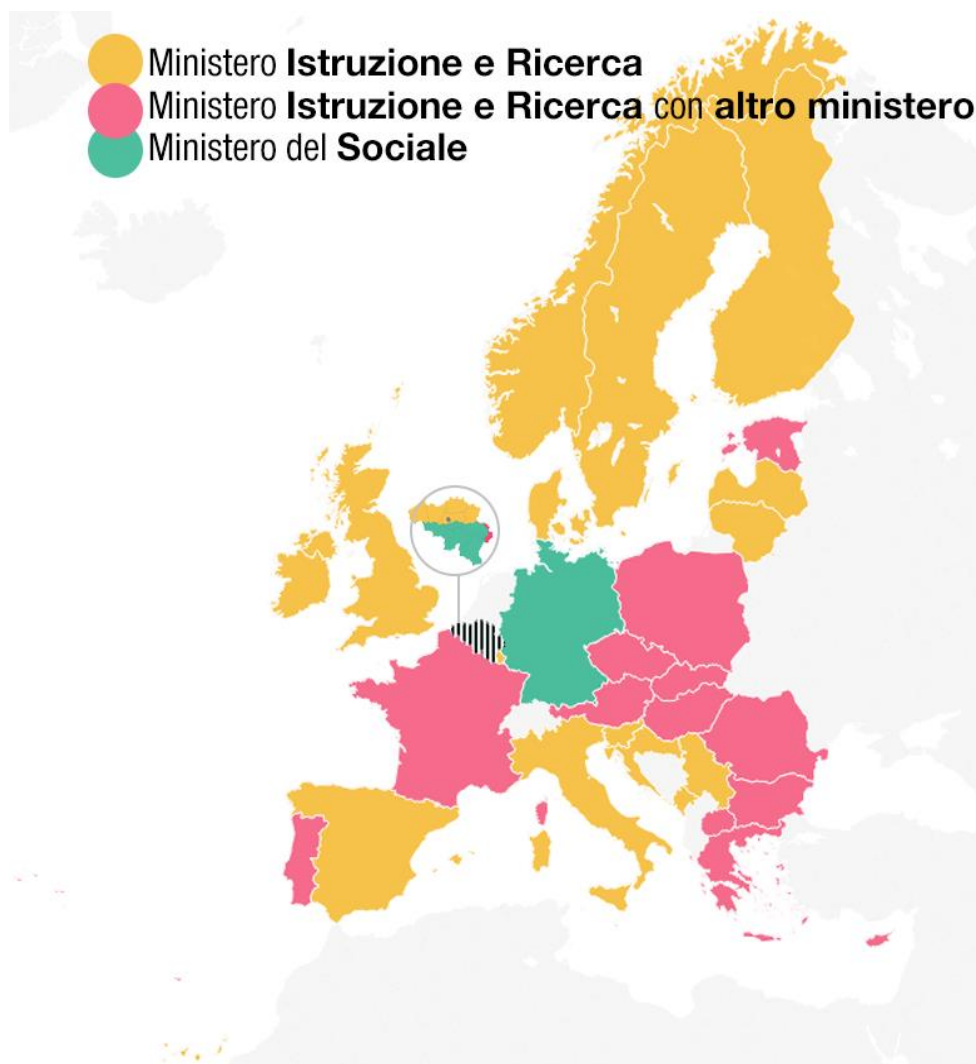 Ministero Istruzione e Ricerca
Ministero Istruzione e Ricerca con altro ministero
Ministero del Sociale